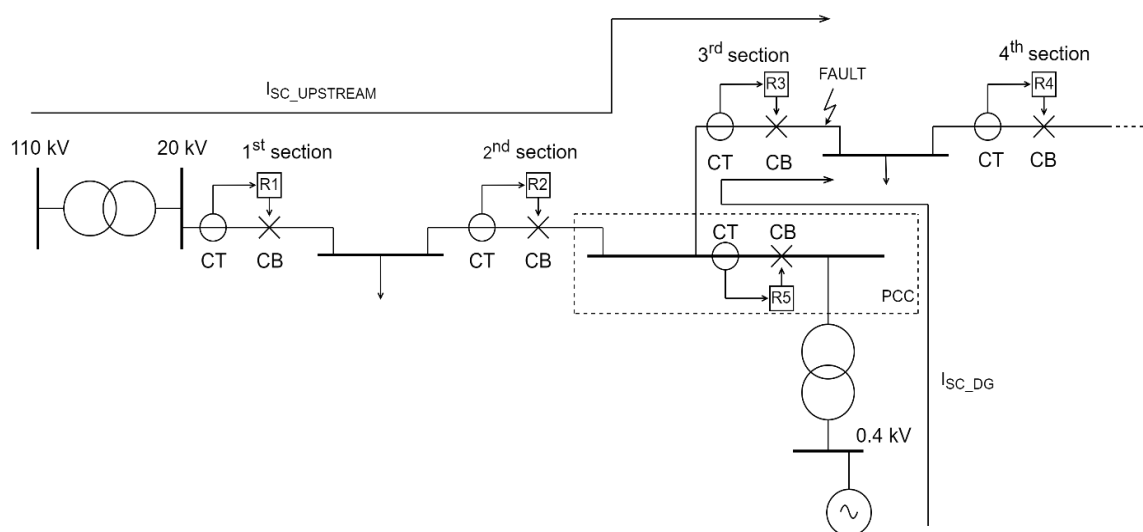 3rd section
4th section
FAULT
R3
R4
ISC_UPSTREAM
CT
CB
CT
CB
110 kV
20 kV
1st section
2nd section
R1
R2
CT
CB
CT
CB
CT
CB
R5
PCC
ISC_DG
0.4 kV